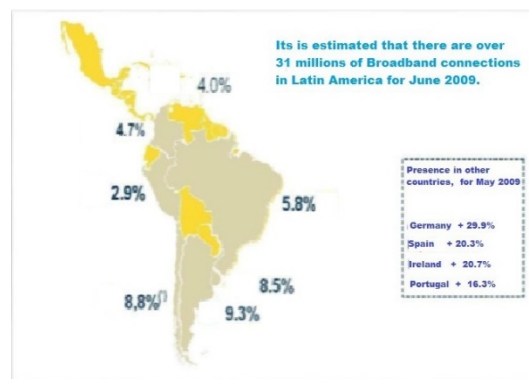 Its is estimated that there are over
31 millions of Broadband connections
in Latin America for June 2009.
4.0%
4.7%
2.9%
5.8%
8.5%
8,8%(*)
9.3%
Presence in other
countries, for May 2009
Germany + 29.9%
Spain + 20.3%
Ireland + 20.7%
Portugal + 16.3%